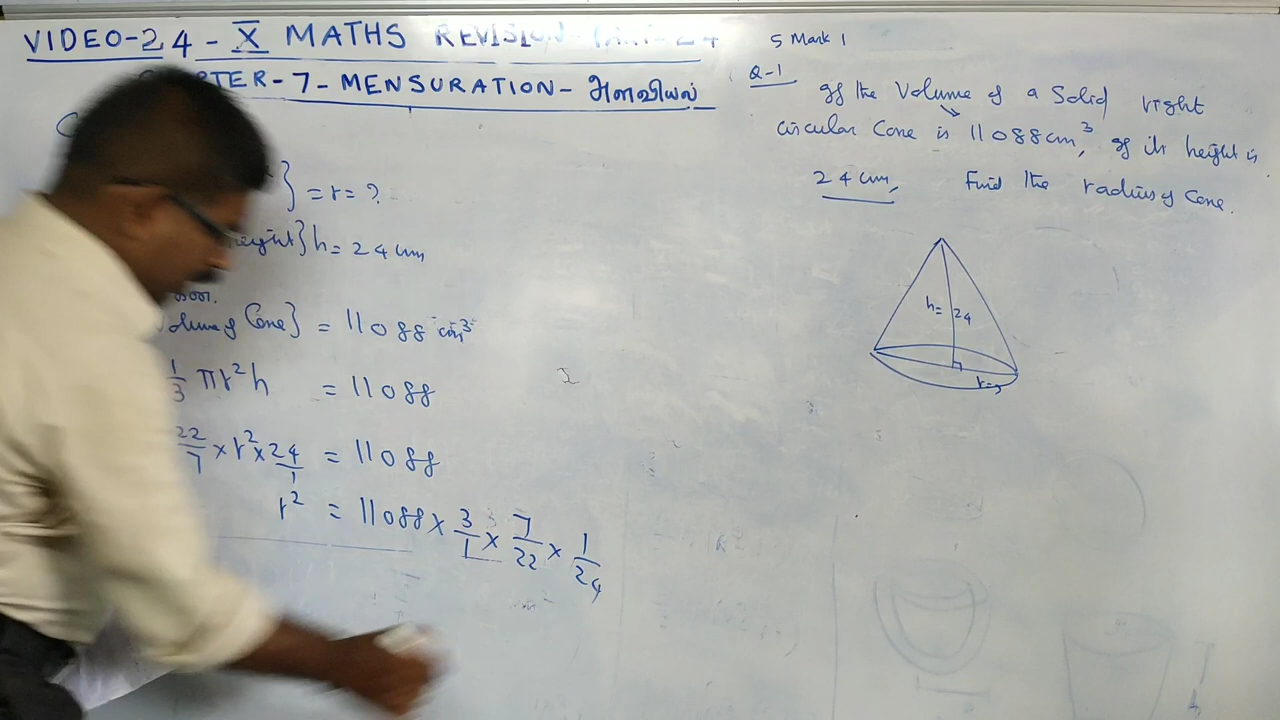 VIDEO-24 - X MATHS REVISION
CHAPTER-7- MENSURATION- அளவியல்
} = r = ?
height} h = 24 cm
Volume of Cone} = 11088 cm³
1/3 πr²h = 11088
22/7 × r² × 24/1 = 11088
r² = 11088 × 3/1 × 7/22 × 1/24
5 Mark
Q-1 If the Volume of a Solid right
circular Cone is 11088cm³, If its height is
24 cm, Find the radius of Cone.
h= 24
r=?